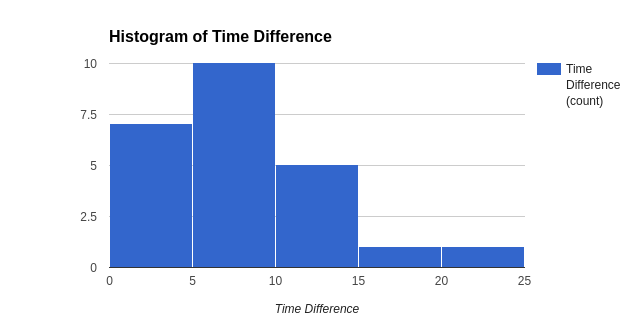 Histogram of Time Difference
10
7.5
5
2.5
0
0 5 10 15 20 25
Time Difference
Time
Difference
(count)